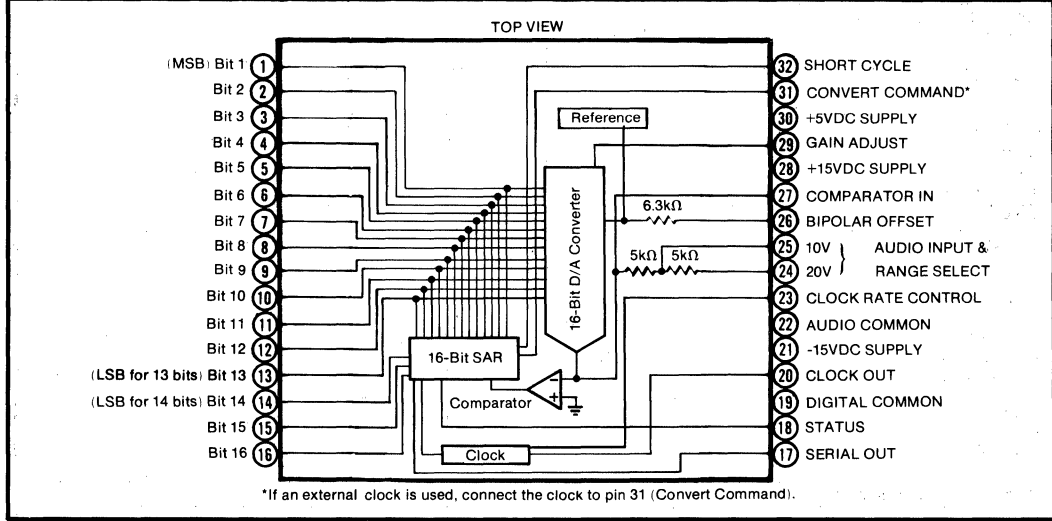 TOP VIEW
(MSB) Bit 1 1
Bit 2 2
Bit 3 3
Bit 4 4
Bit 5 5
Bit 6 6
Bit 7 7
Bit 8 8
Bit 9 9
Bit 10 10
Bit 11 11
Bit 12 12
(LSB for 13 bits) Bit 13 13
(LSB for 14 bits) Bit 14 14
Bit 15 15
Bit 16 16
Reference
16-Bit D/A Converter
6.3kΩ
5kΩ 5kΩ
16-Bit SAR
Comparator
Clock
32 SHORT CYCLE
31 CONVERT COMMAND*
30 +5VDC SUPPLY
29 GAIN ADJUST
28 +15VDC SUPPLY
27 COMPARATOR IN
26 BIPOLAR OFFSET
25 10V AUDIO INPUT &
24 20V RANGE SELECT
23 CLOCK RATE CONTROL
22 AUDIO COMMON
21 -15VDC SUPPLY
20 CLOCK OUT
19 DIGITAL COMMON
18 STATUS
17 SERIAL OUT
*If an external clock is used, connect the clock to pin 31 (Convert Command).